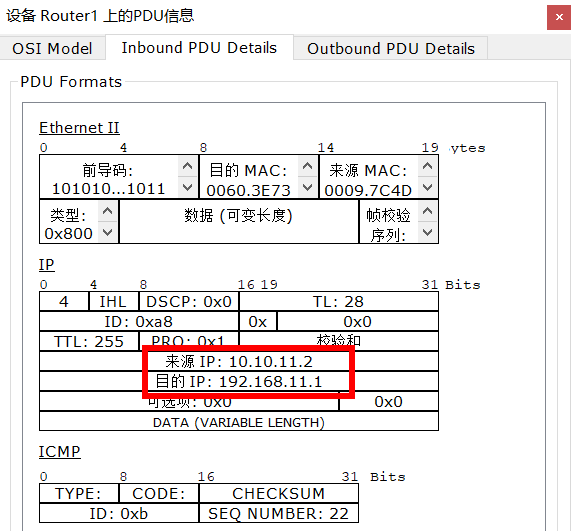 设备 Router1 上的PDU信息
×
OSI Model Inbound PDU Details Outbound PDU Details
PDU Formats
Ethernet II
0 4 8 14 19 ytes
前导码: 101010...1011 目的 MAC: 0060.3E73 来源 MAC: 0009.7C4D
类型: 0x800 数据 (可变长度) 帧校验序列:
IP
0 4 8 16 19 31 Bits
4 IHL DSCP: 0x0 TL: 28
ID: 0xa8 0x 0x0
TTL: 255 PRO: 0x1 校验和
来源 IP: 10.10.11.2
目的 IP: 192.168.11.1
可选项: 0x0 0x0
DATA (VARIABLE LENGTH)
ICMP
0 8 16 31 Bits
TYPE: CODE: CHECKSUM
ID: 0xb SEQ NUMBER: 22